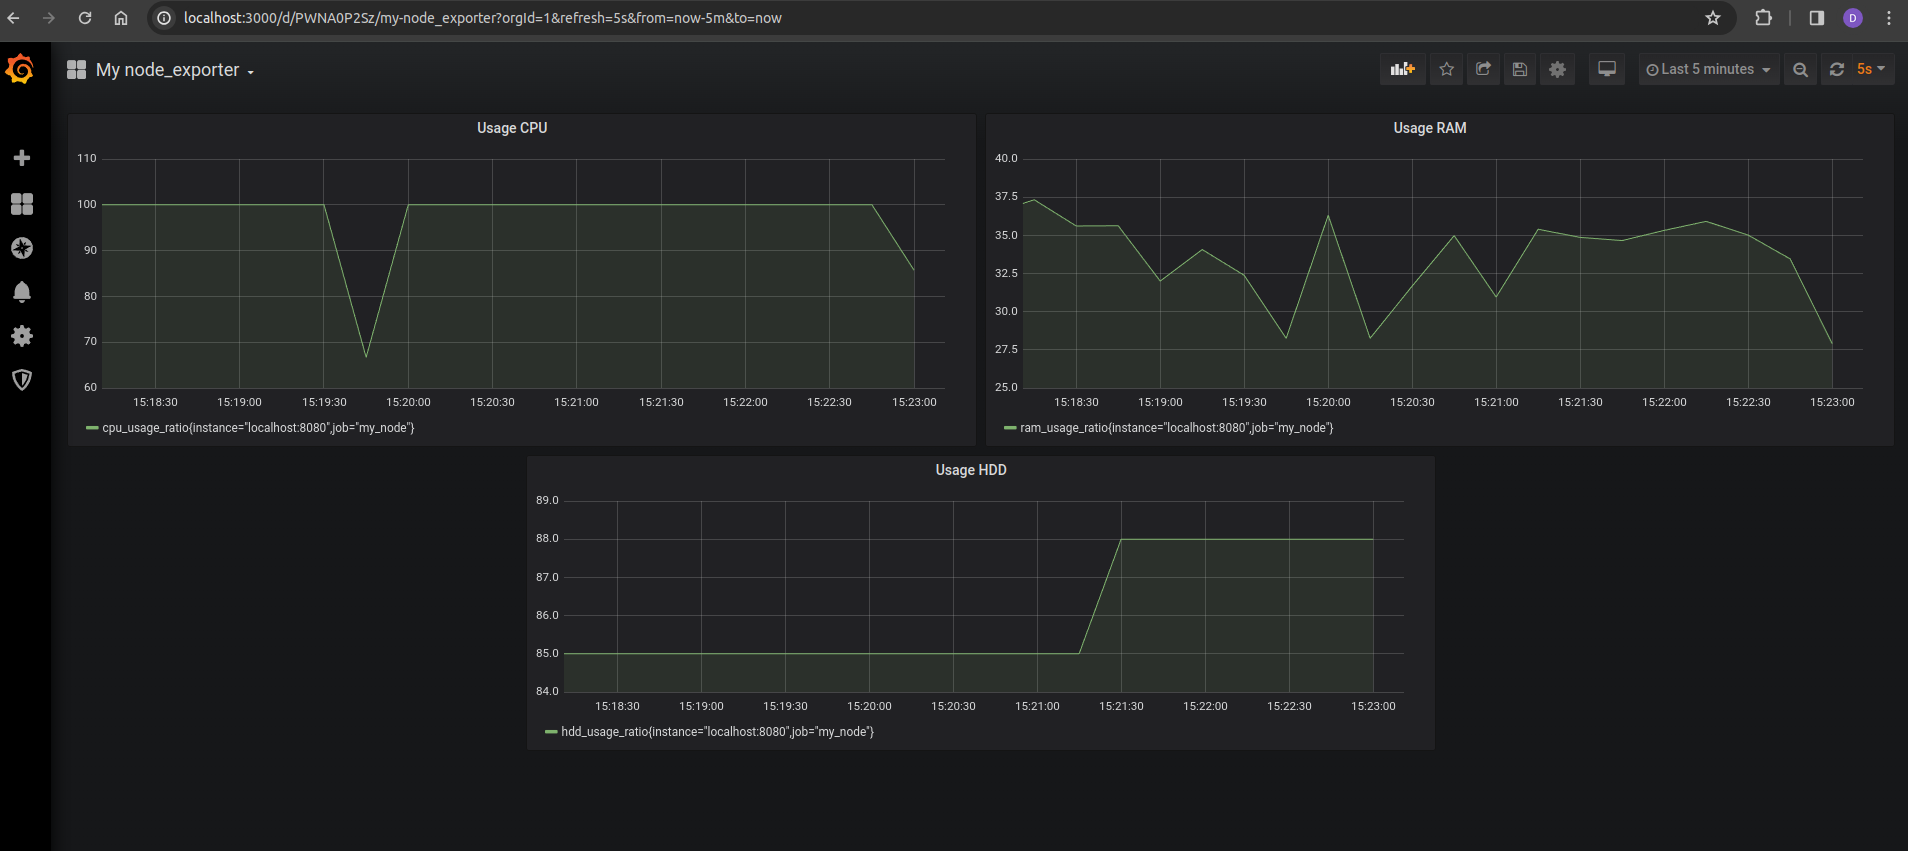 localhost:3000/d/PWNA0P2Sz/my-node_exporter?orgId=1&refresh=5s&from=now-5m&to=now
D
My node_exporter
Last 5 minutes
5s
Usage CPU
110
100
90
80
70
60
15:18:30 15:19:00 15:19:30 15:20:00 15:20:30 15:21:00 15:21:30 15:22:00 15:22:30 15:23:00
cpu_usage_ratio{instance="localhost:8080",job="my_node"}
Usage RAM
40.0
37.5
35.0
32.5
30.0
27.5
25.0
15:18:30 15:19:00 15:19:30 15:20:00 15:20:30 15:21:00 15:21:30 15:22:00 15:22:30 15:23:00
ram_usage_ratio{instance="localhost:8080",job="my_node"}
Usage HDD
89.0
88.0
87.0
86.0
85.0
84.0
15:18:30 15:19:00 15:19:30 15:20:00 15:20:30 15:21:00 15:21:30 15:22:00 15:22:30 15:23:00
hdd_usage_ratio{instance="localhost:8080",job="my_node"}